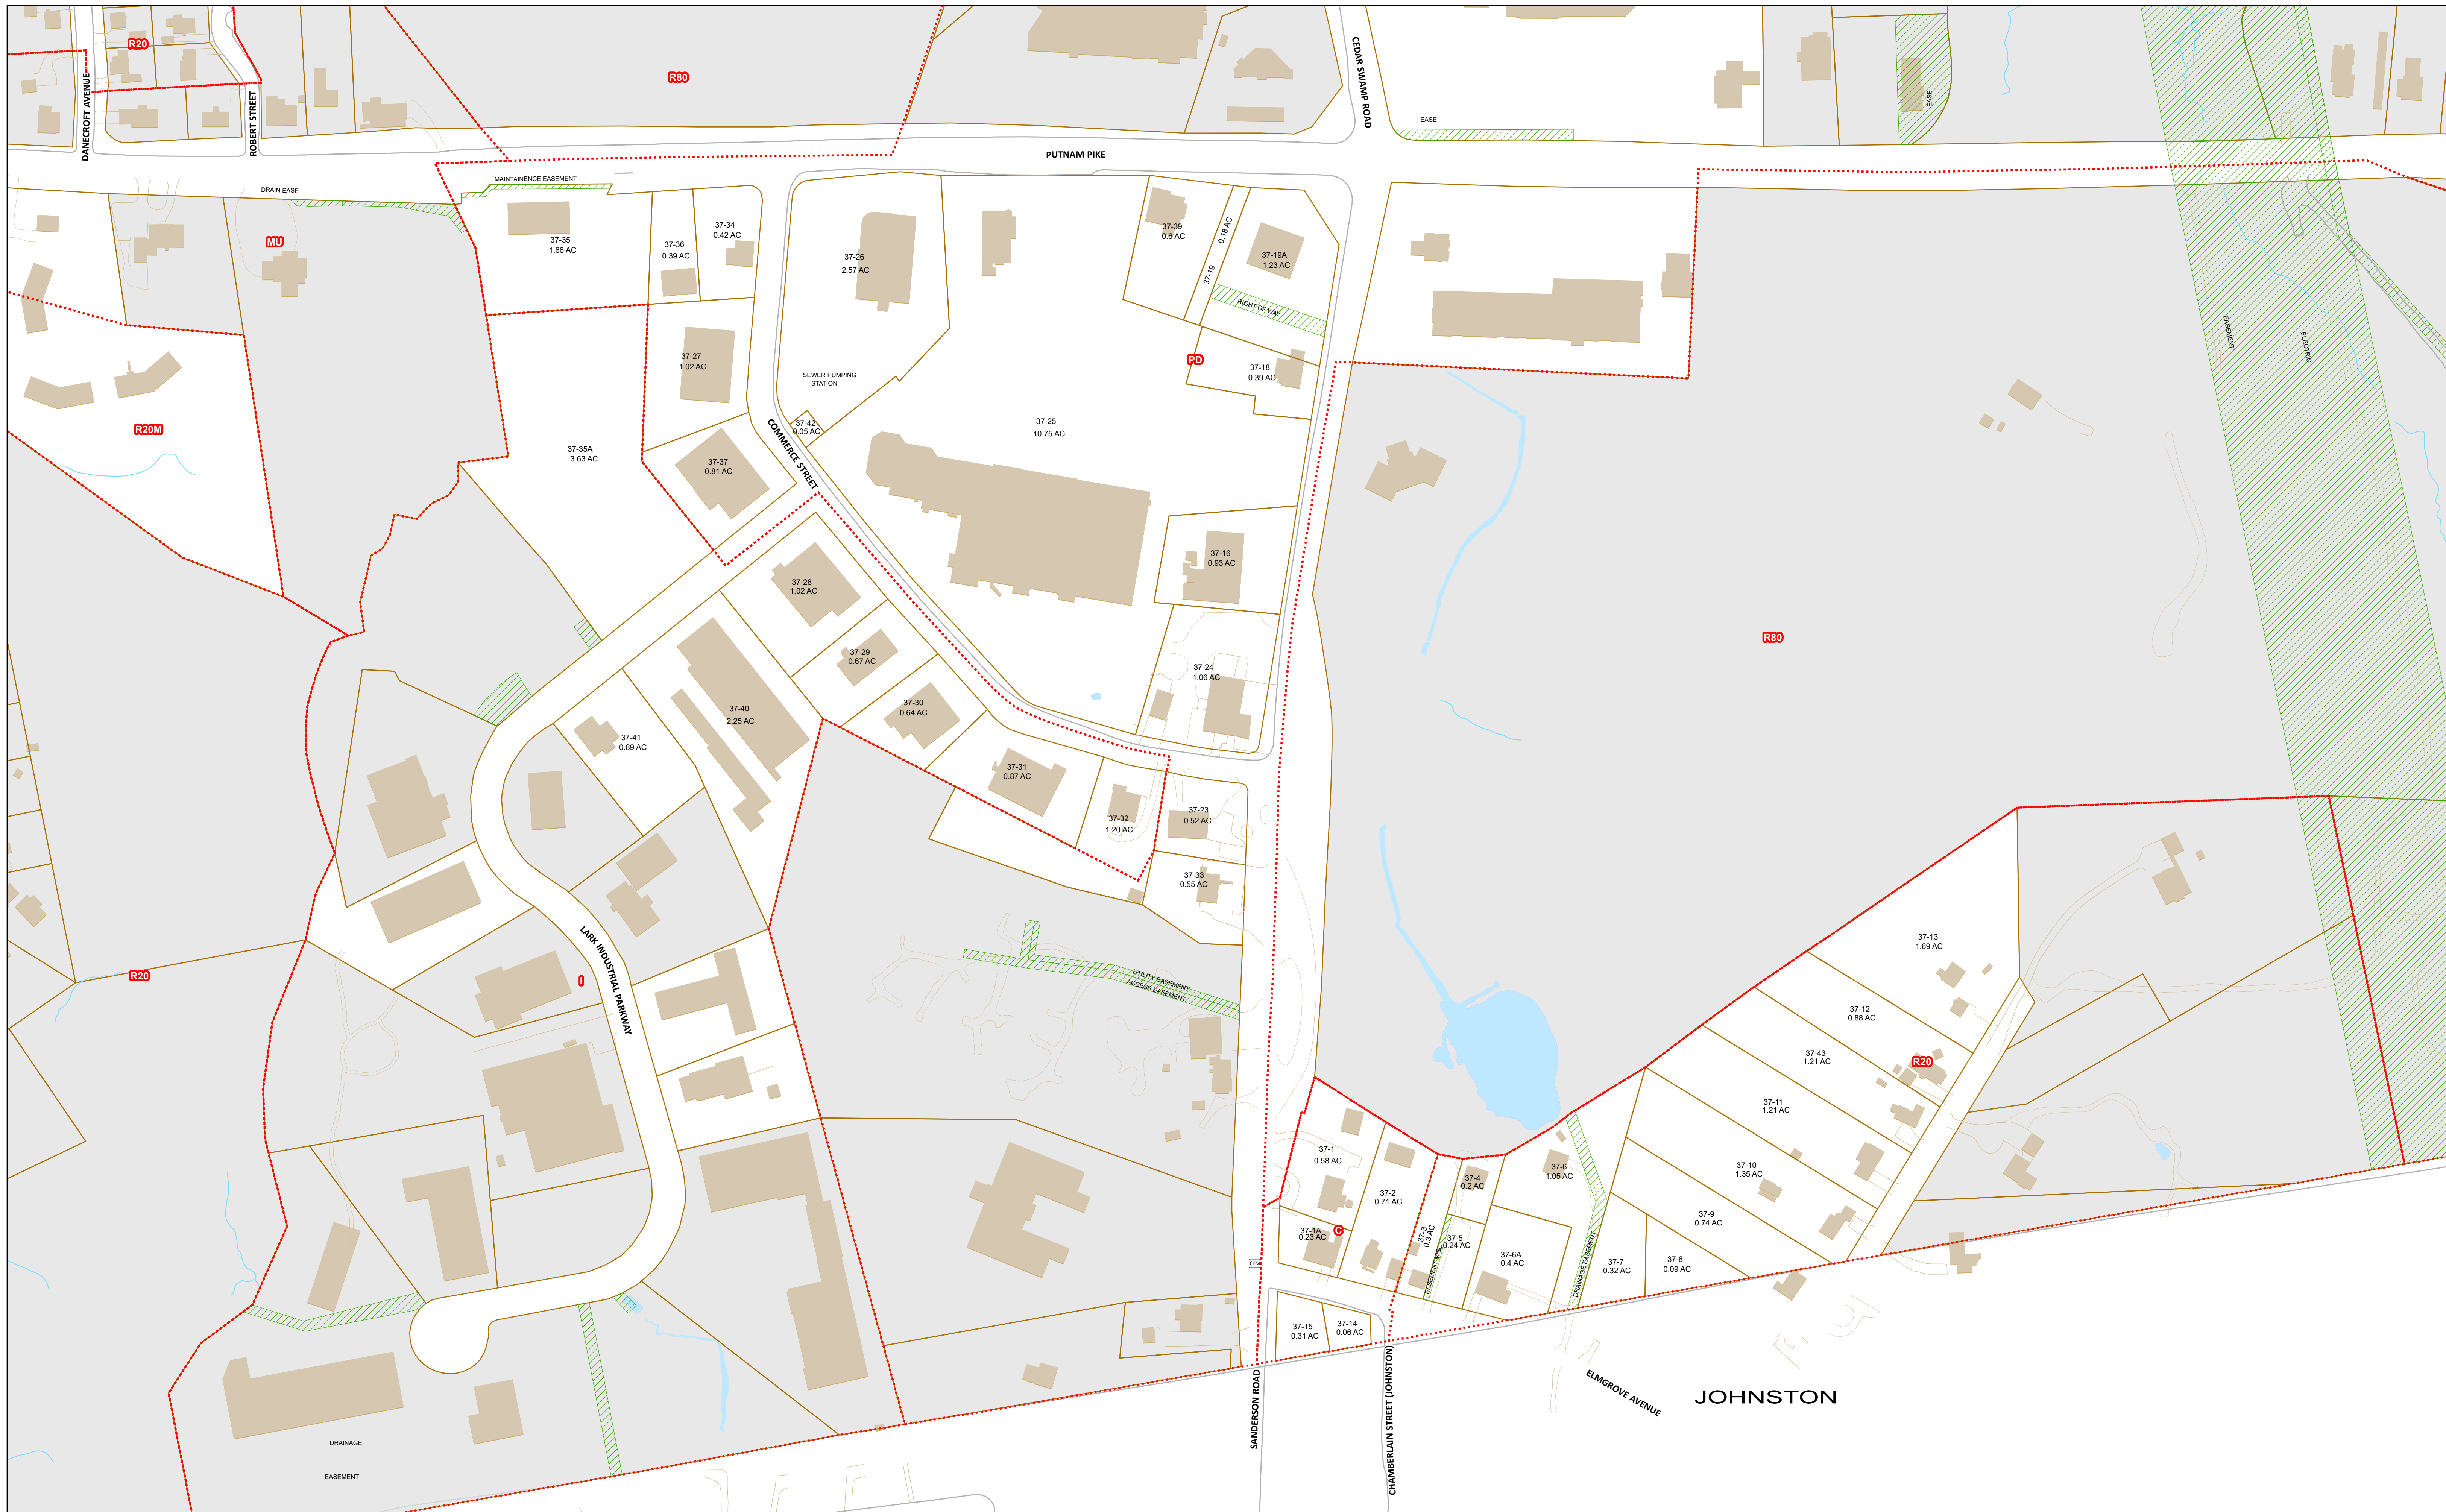 R20
R80
DANECROFT AVENUE
ROBERT STREET
CEDAR SWAMP ROAD
EASE
EASE
PUTNAM PIKE
DRAIN EASE
MAINTAINENCE EASEMENT
MU
37-35
1.66 AC
37-36
0.39 AC
37-34
0.42 AC
37-26
2.57 AC
37-39
0.6 AC
37-19
0.18 AC
37-19A
1.23 AC
RIGHT OF WAY
EASEMENT
ELECTRIC
37-27
1.02 AC
SEWER PUMPING
STATION
PD
37-18
0.39 AC
R20M
37-42
0.05 AC
37-25
10.75 AC
COMMERCE STREET
37-35A
3.63 AC
37-37
0.81 AC
37-16
0.93 AC
37-28
1.02 AC
37-29
0.67 AC
37-24
1.06 AC
R80
37-30
0.64 AC
37-40
2.25 AC
37-41
0.89 AC
37-31
0.87 AC
37-32
1.20 AC
37-23
0.52 AC
37-33
0.55 AC
R20
I
LARK INDUSTRIAL PARKWAY
UTILITY EASEMENT
ACCESS EASEMENT
37-13
1.69 AC
37-12
0.88 AC
37-43
1.21 AC
R20
37-11
1.21 AC
37-10
1.35 AC
37-9
0.74 AC
37-1
0.58 AC
37-2
0.71 AC
37-4
0.2 AC
37-6
1.05 AC
37-1A
0.23 AC
C
37-3
0.3 AC
37-5
0.24 AC
EASEMENT MISC
37-6A
0.4 AC
DRAINAGE EASEMENT
37-7
0.32 AC
37-8
0.09 AC
CEM
37-15
0.31 AC
37-14
0.06 AC
SANDERSON ROAD
CHAMBERLAIN STREET (JOHNSTON)
ELMGROVE AVENUE
JOHNSTON
DRAINAGE
EASEMENT